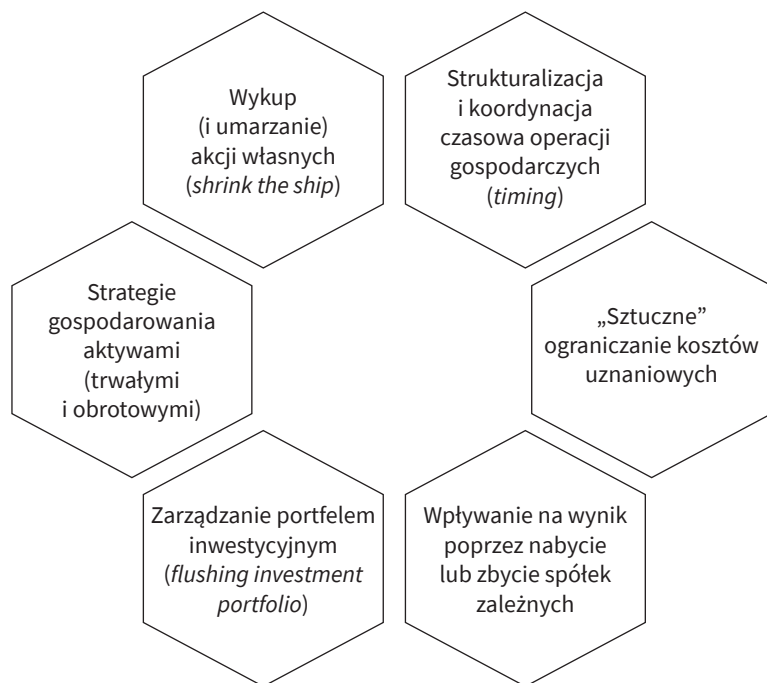 Wykup
(i umarzanie)
akcji własnych
(shrink the ship)
Strukturalizacja
i koordynacja
czasowa operacji
gospodarczych
(timing)
Strategie
gospodarowania
aktywami
(trwałymi
i obrotowymi)
„Sztuczne”
ograniczanie kosztów
uznaniowych
Zarządzanie portfelem
inwestycyjnym
(flushing investment
portfolio)
Wpływanie na wynik
poprzez nabycie
lub zbycie spółek
zależnych